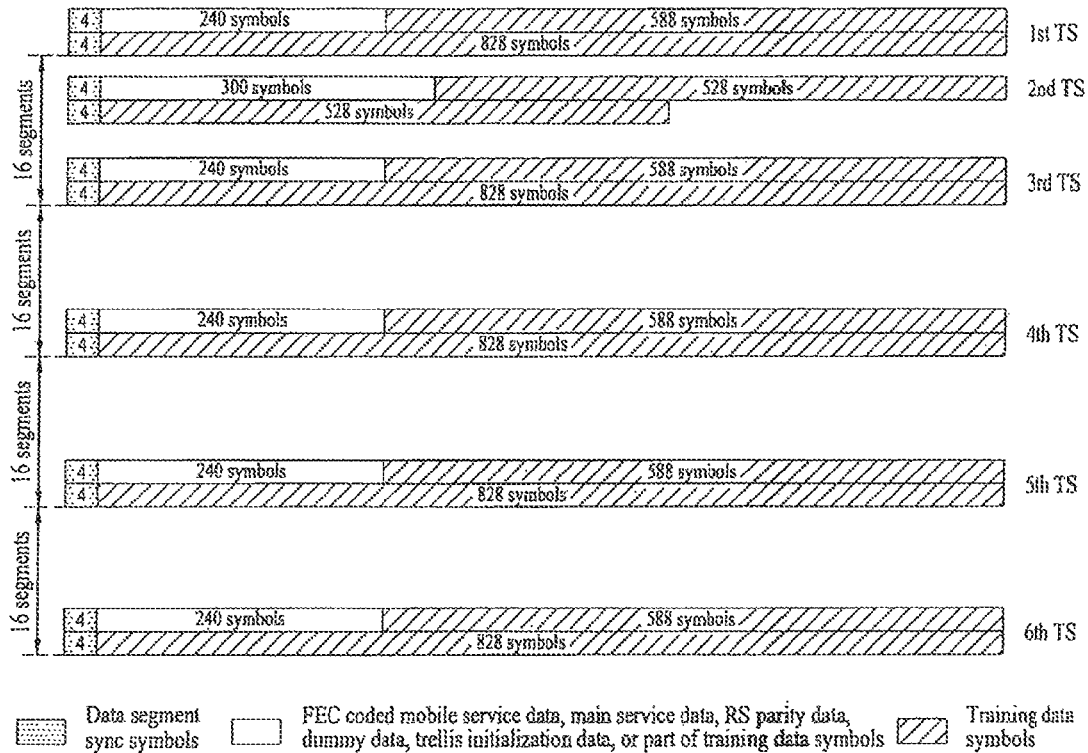 4 240 symbols 588 symbols 1st TS
4 828 symbols
16 segments
4 300 symbols 528 symbols 2nd TS
4 528 symbols
4 240 symbols 588 symbols 3rd TS
4 828 symbols
16 segments
4 240 symbols 588 symbols 4th TS
4 828 symbols
16 segments
4 240 symbols 588 symbols 5th TS
4 828 symbols
16 segments
4 240 symbols 588 symbols 6th TS
4 828 symbols
Data segment
sync symbols
FEC coded mobile service data, main service data, RS parity data,
dummy data, trellis initialization data, or part of training data symbols
Training data
symbols